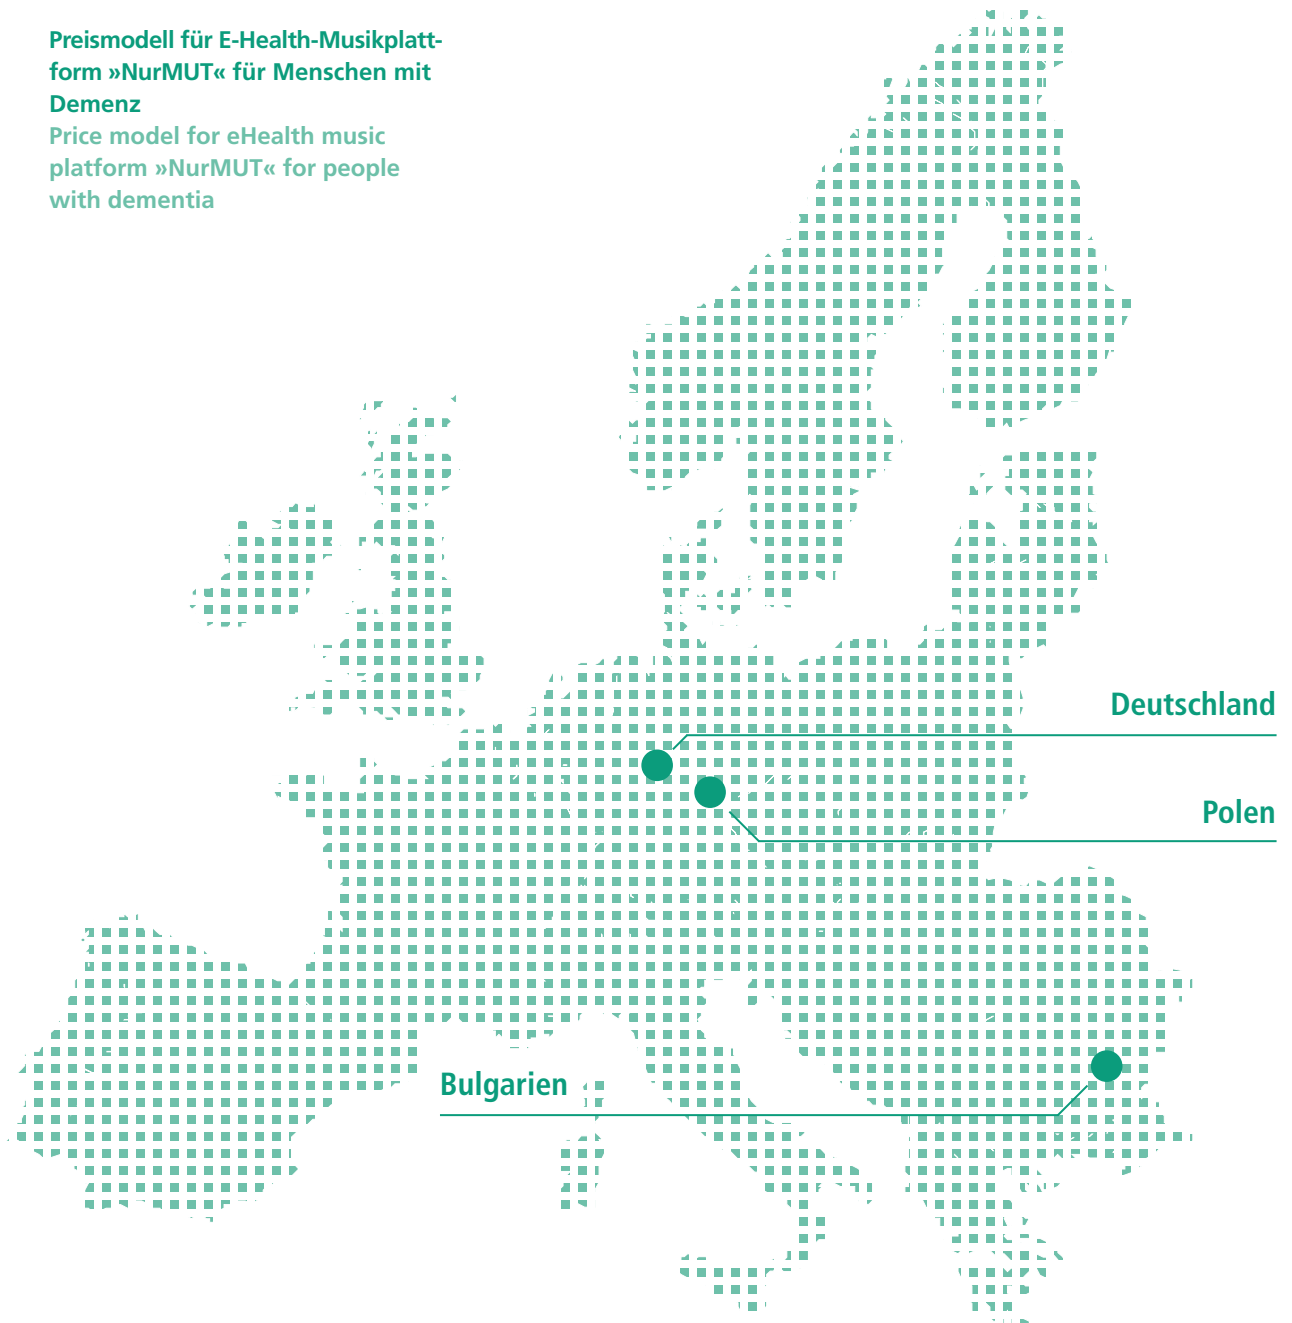 Preismodell für E-Health-Musikplatt-
form »NurMUT« für Menschen mit
Demenz
Price model for eHealth music
platform »NurMUT« for people
with dementia
Deutschland
Polen
Bulgarien